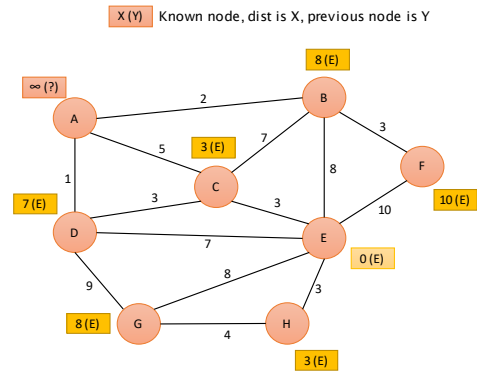 X (Y) Known node, dist is X, previous node is Y
8 (E)
∞ (?)
2
B
A
3
5
3 (E)
7
F
8
C
1
3
3
10
10 (E)
7 (E)
D
7
E
0 (E)
9
8
3
8 (E)
G
4
H
3 (E)